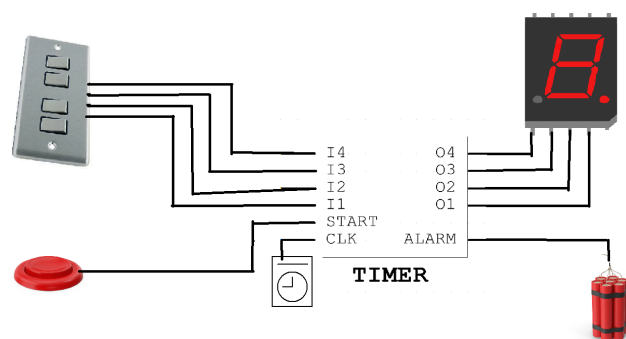 I4 O4
I3 O3
I2 O2
I1 O1
START
CLK ALARM
TIMER